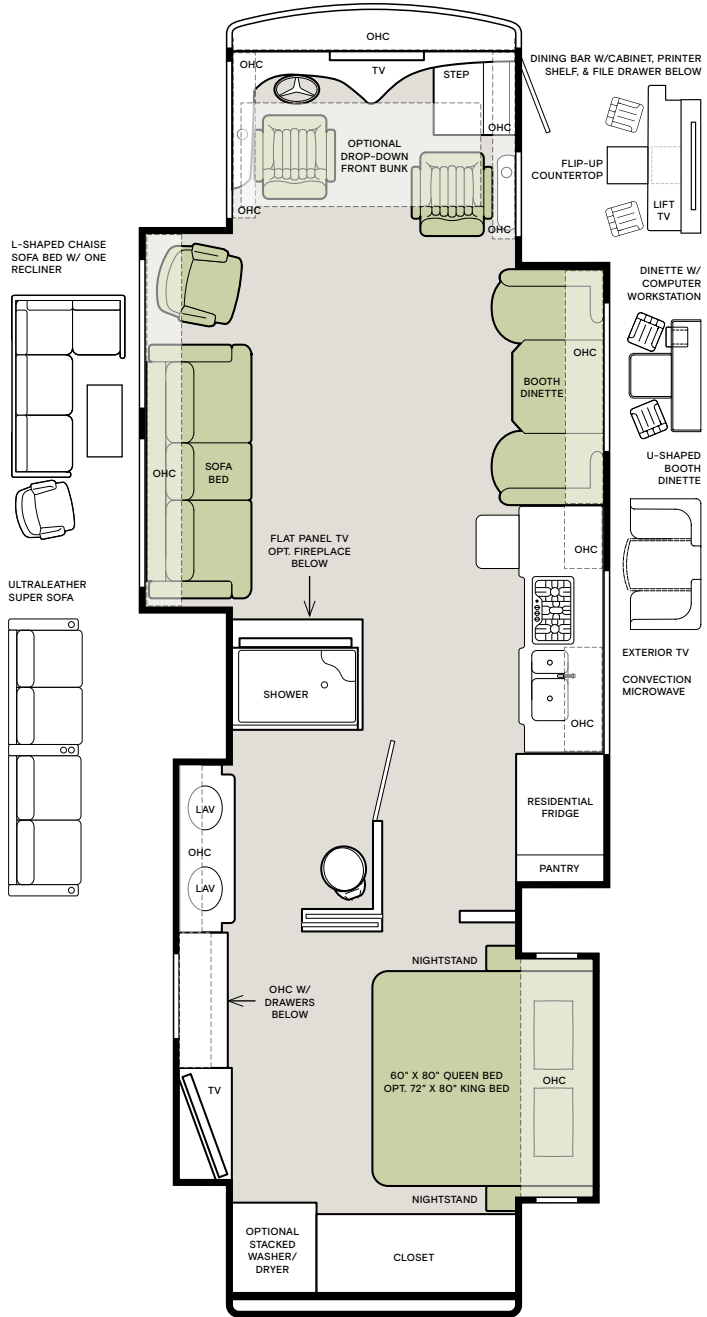 OHC
OHC
TV
STEP
DINING BAR W/CABINET, PRINTER
SHELF, & FILE DRAWER BELOW
OHC
OPTIONAL
DROP-DOWN
FRONT BUNK
FLIP-UP
COUNTERTOP
LIFT
TV
OHC
OHC
L-SHAPED CHAISE
SOFA BED W/ ONE
RECLINER
DINETTE W/
COMPUTER
WORKSTATION
OHC
BOOTH
DINETTE
OHC
SOFA
BED
U-SHAPED
BOOTH
DINETTE
FLAT PANEL TV
OPT. FIREPLACE
BELOW
OHC
ULTRALEATHER
SUPER SOFA
EXTERIOR TV
CONVECTION
MICROWAVE
SHOWER
OHC
LAV
OHC
LAV
RESIDENTIAL
FRIDGE
PANTRY
NIGHTSTAND
OHC W/
DRAWERS
BELOW
60" X 80" QUEEN BED
OPT. 72" X 80" KING BED
OHC
TV
NIGHTSTAND
OPTIONAL
STACKED
WASHER/
DRYER
CLOSET